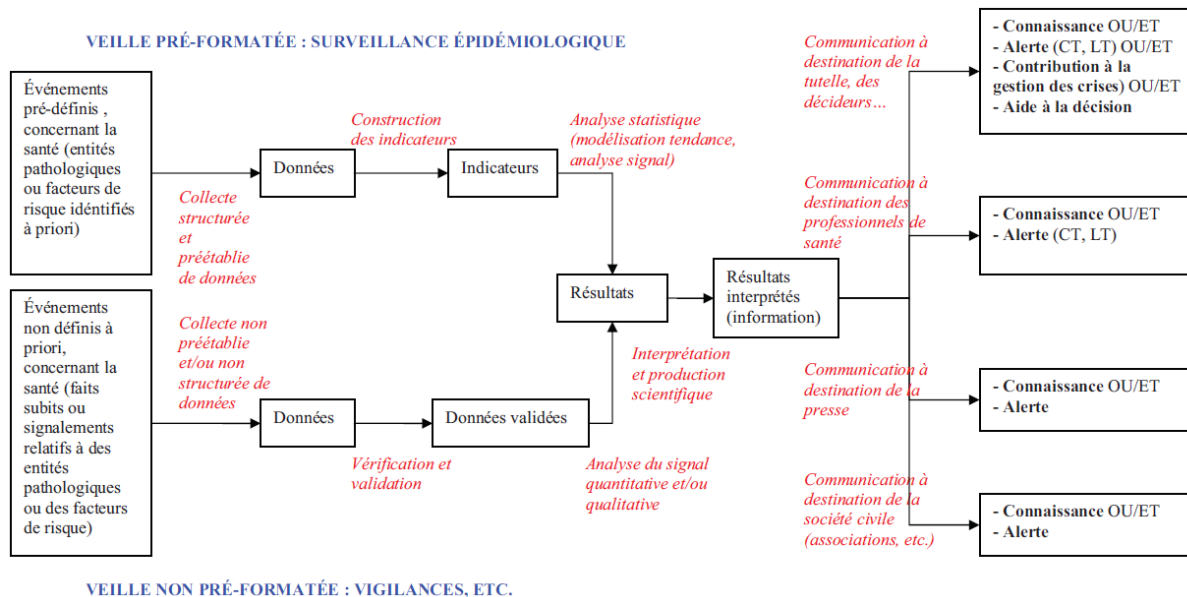 VEILLE PRÉ-FORMATÉE : SURVEILLANCE ÉPIDÉMIOLOGIQUE
Événements
pré-définis ,
concernant la
santé (entités
pathologiques
ou facteurs de
risque identifiés
à priori)
Collecte
structurée
et
préétablie
de données
Données
Construction
des indicateurs
Indicateurs
Analyse statistique
(modélisation tendance,
analyse signal)
Événements
non définis à
priori,
concernant la
santé (faits
subits ou
signalements
relatifs à des
entités
pathologiques
ou des facteurs
de risque)
Collecte non
préétablie
et/ou non
structurée de
données
Données
Vérification et
validation
Données validées
Analyse du signal
quantitative et/ou
qualitative
Résultats
Interprétation
et production
scientifique
Résultats
interprétés
(information)
Communication à
destination de la
tutelle, des
décideurs…
- Connaissance OU/ET
- Alerte (CT, LT) OU/ET
- Contribution à la
gestion des crises) OU/ET
- Aide à la décision
Communication à
destination des
professionnels de
santé
- Connaissance OU/ET
- Alerte (CT, LT)
Communication à
destination de la
presse
- Connaissance OU/ET
- Alerte
Communication à
destination de la
société civile
(associations, etc.)
- Connaissance OU/ET
- Alerte
VEILLE NON PRÉ-FORMATÉE : VIGILANCES, ETC.